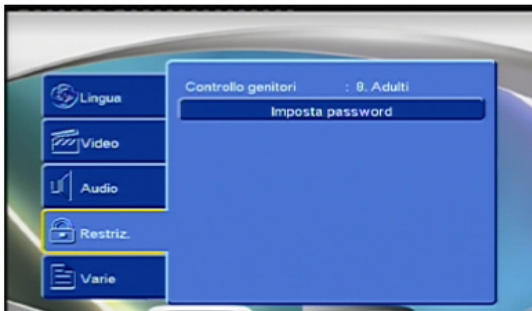 Lingua
Video
Audio
Restriz.
Varie
Controllo genitori : 8. Adulti
Imposta password